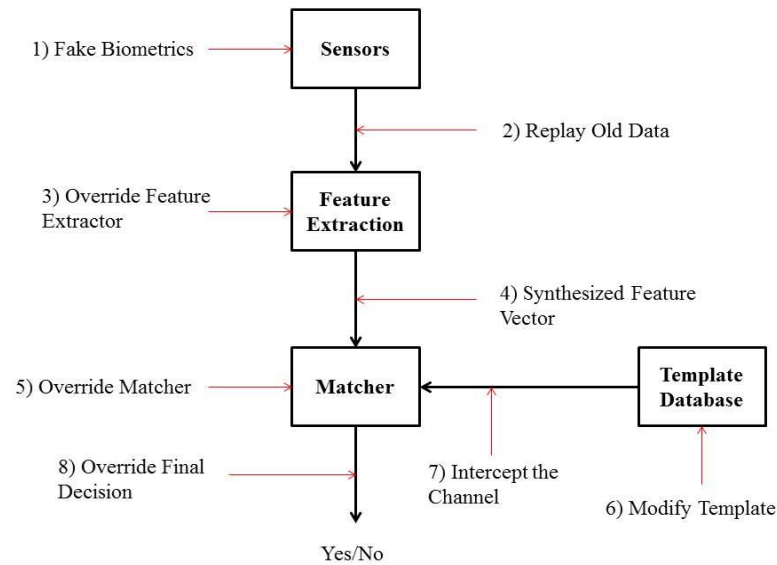 1) Fake Biometrics
Sensors
2) Replay Old Data
3) Override Feature
Extractor
Feature
Extraction
4) Synthesized Feature
Vector
5) Override Matcher
Matcher
Template
Database
8) Override Final
Decision
7) Intercept the
Channel
6) Modify Template
Yes/No